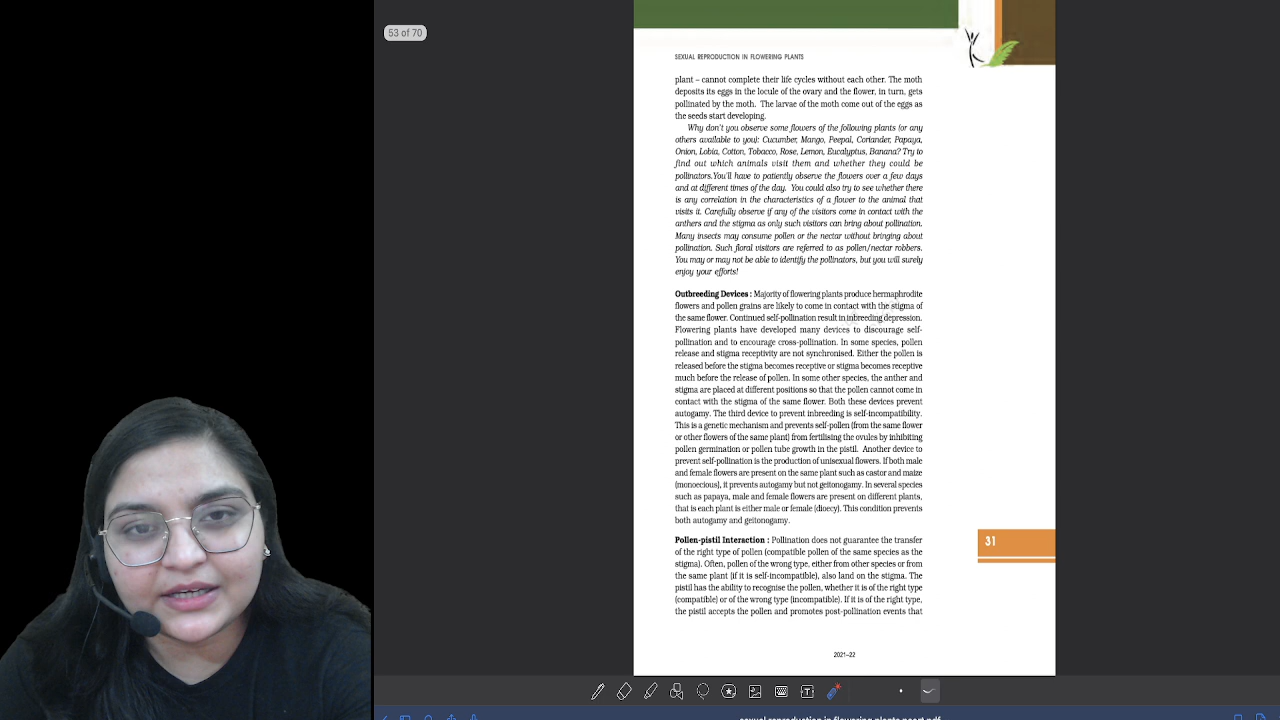 53 of 70
SEXUAL REPRODUCTION IN FLOWERING PLANTS
plant – cannot complete their life cycles without each other. The moth
deposits its eggs in the locule of the ovary and the flower, in turn, gets
pollinated by the moth. The larvae of the moth come out of the eggs as
the seeds start developing.
Why don't you observe some flowers of the following plants (or any
others available to you): Cucumber, Mango, Peepal, Coriander, Papaya,
Onion, Lobia, Cotton, Tobacco, Rose, Lemon, Eucalyptus, Banana? Try to
find out which animals visit them and whether they could be
pollinators.You'll have to patiently observe the flowers over a few days
and at different times of the day. You could also try to see whether there
is any correlation in the characteristics of a flower to the animal that
visits it. Carefully observe if any of the visitors come in contact with the
anthers and the stigma as only such visitors can bring about pollination.
Many insects may consume pollen or the nectar without bringing about
pollination. Such floral visitors are referred to as pollen/nectar robbers.
You may or may not be able to identify the pollinators, but you will surely
enjoy your efforts!
Outbreeding Devices : Majority of flowering plants produce hermaphrodite
flowers and pollen grains are likely to come in contact with the stigma of
the same flower. Continued self-pollination result in inbreeding depression.
Flowering plants have developed many devices to discourage self-
pollination and to encourage cross-pollination. In some species, pollen
release and stigma receptivity are not synchronised. Either the pollen is
released before the stigma becomes receptive or stigma becomes receptive
much before the release of pollen. In some other species, the anther and
stigma are placed at different positions so that the pollen cannot come in
contact with the stigma of the same flower. Both these devices prevent
autogamy. The third device to prevent inbreeding is self-incompatibility.
This is a genetic mechanism and prevents self-pollen (from the same flower
or other flowers of the same plant) from fertilising the ovules by inhibiting
pollen germination or pollen tube growth in the pistil. Another device to
prevent self-pollination is the production of unisexual flowers. If both male
and female flowers are present on the same plant such as castor and maize
(monoecious), it prevents autogamy but not geitonogamy. In several species
such as papaya, male and female flowers are present on different plants,
that is each plant is either male or female (dioecy). This condition prevents
both autogamy and geitonogamy.
31
Pollen-pistil Interaction : Pollination does not guarantee the transfer
of the right type of pollen (compatible pollen of the same species as the
stigma). Often, pollen of the wrong type, either from other species or from
the same plant (if it is self-incompatible), also land on the stigma. The
pistil has the ability to recognise the pollen, whether it is of the right type
(compatible) or of the wrong type (incompatible). If it is of the right type,
the pistil accepts the pollen and promotes post-pollination events that
2021–22
sexual reproduction in flowering plants ncert.pdf